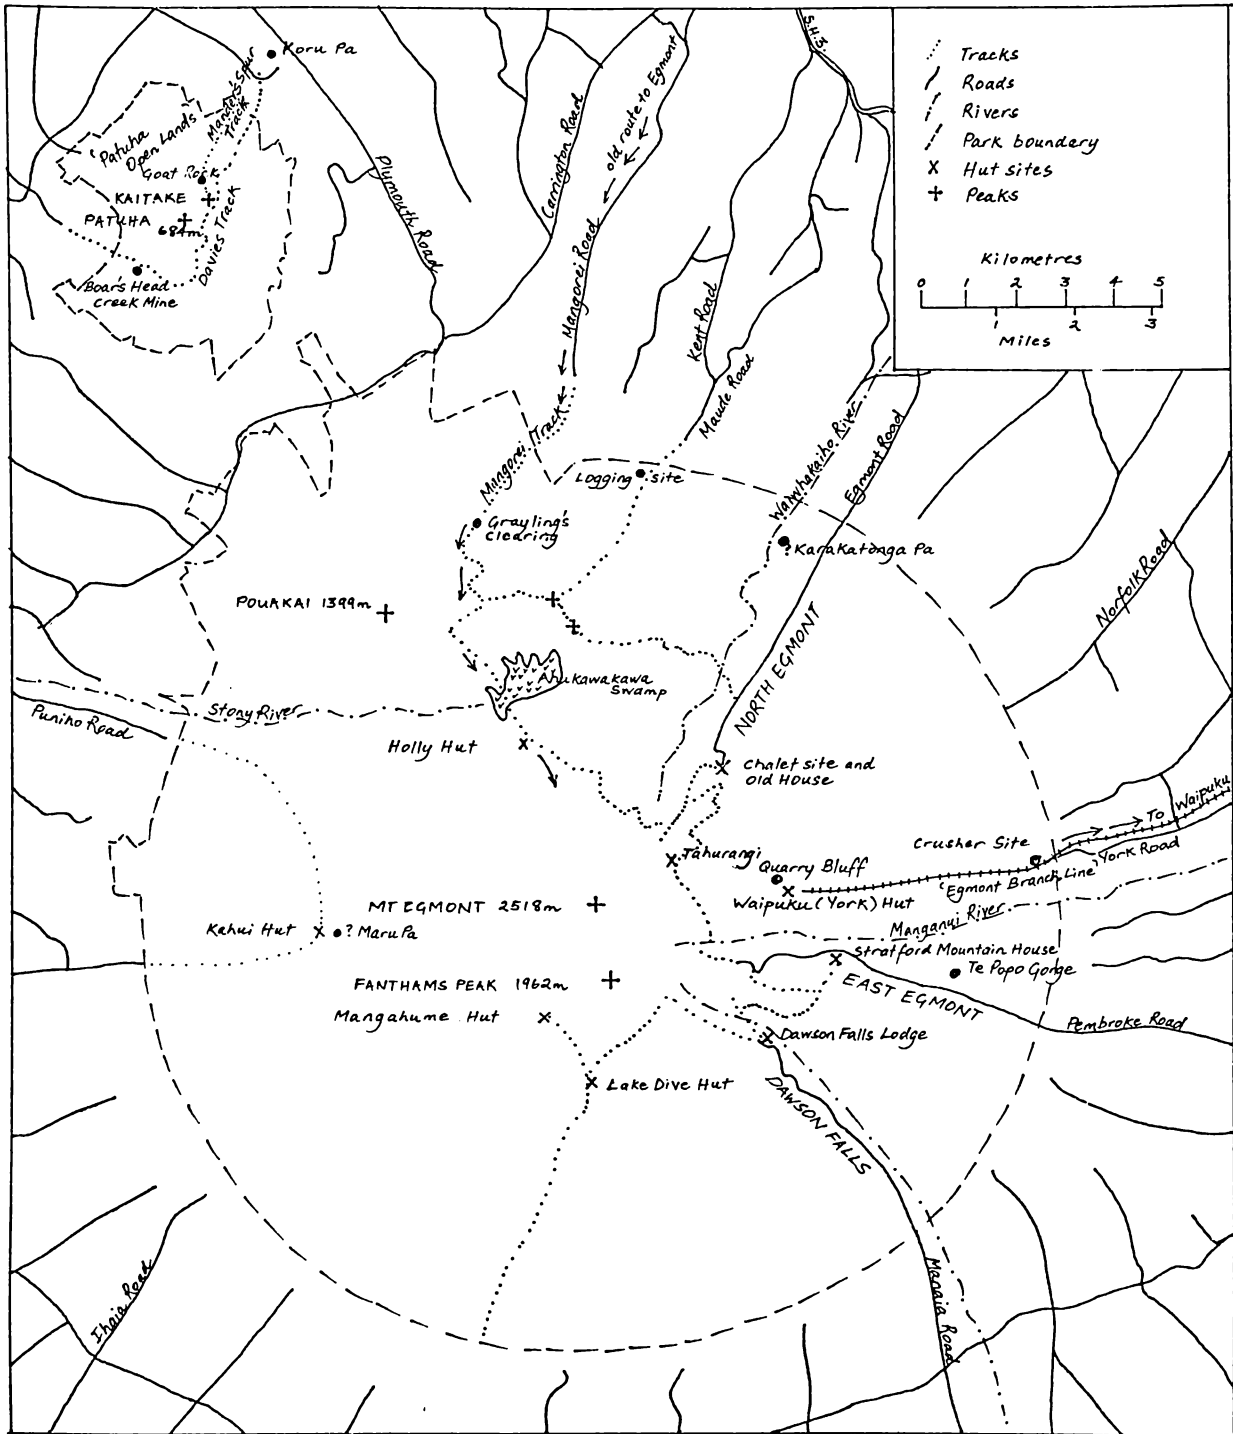 Koru Pa
Manders Spur
Track
'Patuha
Open Lands
Goat Rock
KAITAKE
PATUHA
684m
Davies Track
Boar's Head
Creek Mine
Plymouth Road
Carrington Road
old route to Egmont
Mangorei Road
S.H.3.
Tracks
Roads
Rivers
Park boundary
Hut sites
Peaks
Kilometres
0 1 2 3 4 5
1 2 3
Miles
Kent Road
Maude Road
Mangorei Track
Logging site
Waiwhakaiho River
Egmont Road
Grayling's
Clearing
? Karakatonga Pa
Norfolk Road
POUAKAI 1399m
NORTH EGMONT
Ahukawakawa
Swamp
Stony River
Puniho Road
Holly Hut
Chalet site and
Old House
To Waipuku
Crusher Site
York Road
Tahurangi
Quarry Bluff
'Egmont Branch Line'
Waipuku (York) Hut
MT EGMONT 2518m
Manganui River
Kahui Hut
? Maru Pa
Stratford Mountain House
Te Popo Gorge
EAST EGMONT
FANTHAMS PEAK 1962m
Mangahume Hut
Pembroke Road
Dawson Falls Lodge
Lake Dive Hut
DAWSON FALLS
Ihaia Road
Manaia Road